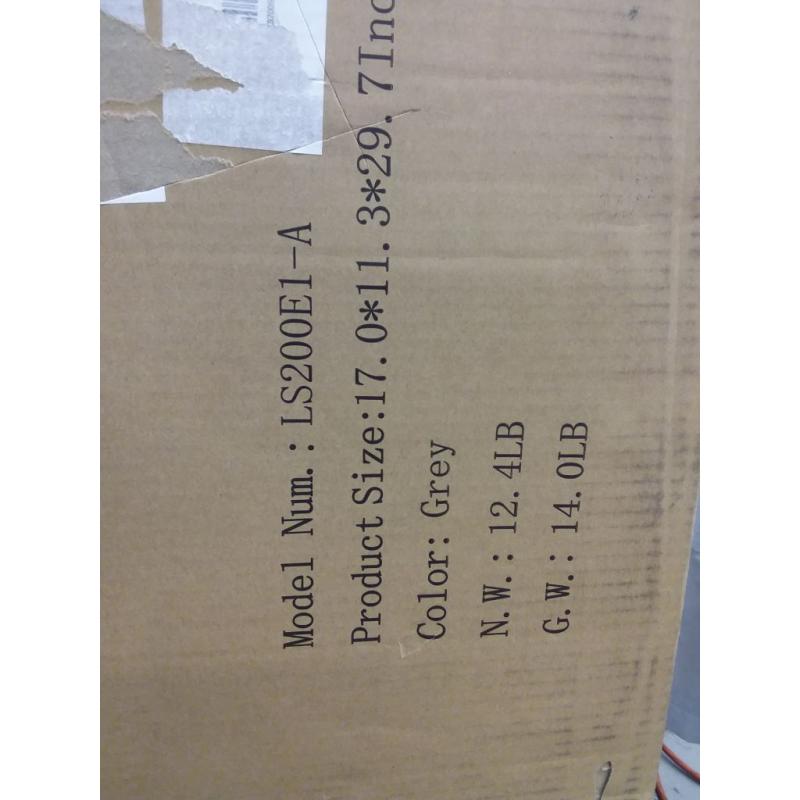 Model Num.: LS200E1-A
Product Size:17.0*11.3*29.7Inc
Color: Grey
N.W.: 12.4LB
G.W.: 14.0LB